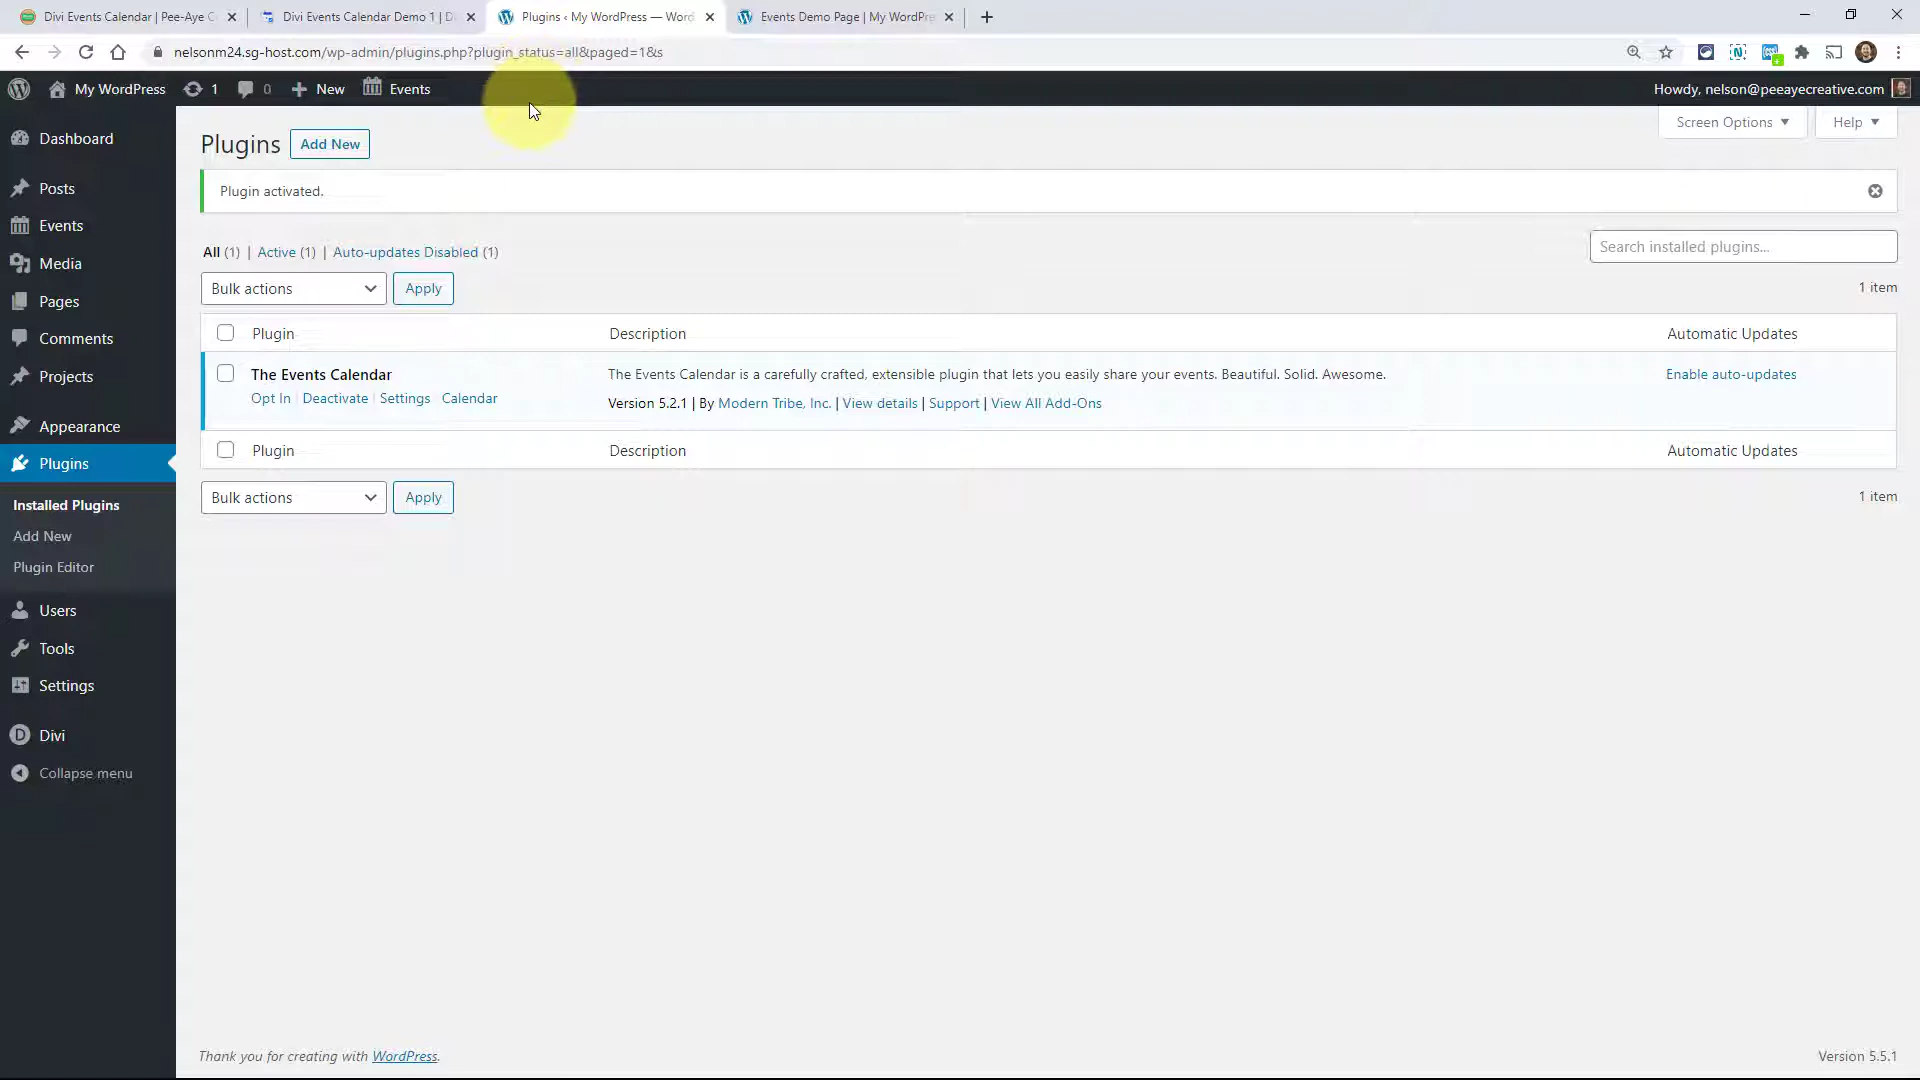 Divi Events Calendar | Pee-Aye C
Divi Events Calendar Demo 1 | D
Plugins ‹ My WordPress — Word
Events Demo Page | My WordPre
nelsonm24.sg-host.com/wp-admin/plugins.php?plugin_status=all&paged=1&s
My WordPress 1 0 New Events
Howdy, nelson@peeayecreative.com
Screen Options Help
Dashboard
Posts
Events
Media
Pages
Comments
Projects
Appearance
Plugins
Installed Plugins
Add New
Plugin Editor
Users
Tools
Settings
Divi
Collapse menu
Plugins Add New
Plugin activated.
All (1) | Active (1) | Auto-updates Disabled (1)
Search installed plugins...
Bulk actions Apply
1 item
Plugin Description Automatic Updates
The Events Calendar
Opt In | Deactivate | Settings Calendar
The Events Calendar is a carefully crafted, extensible plugin that lets you easily share your events. Beautiful. Solid. Awesome.
Version 5.2.1 | By Modern Tribe, Inc. | View details | Support | View All Add-Ons
Enable auto-updates
Plugin Description Automatic Updates
Bulk actions Apply
1 item
Thank you for creating with WordPress.
Version 5.5.1